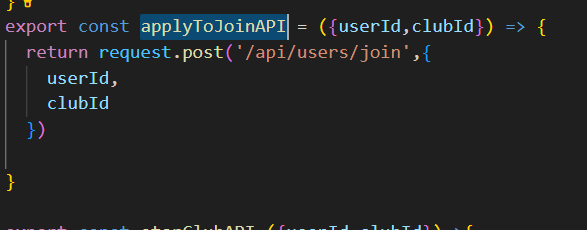 }
export const applyToJoinAPI = ({userId,clubId}) => {
  return request.post('/api/users/join',{
    userId,
    clubId
  })
}